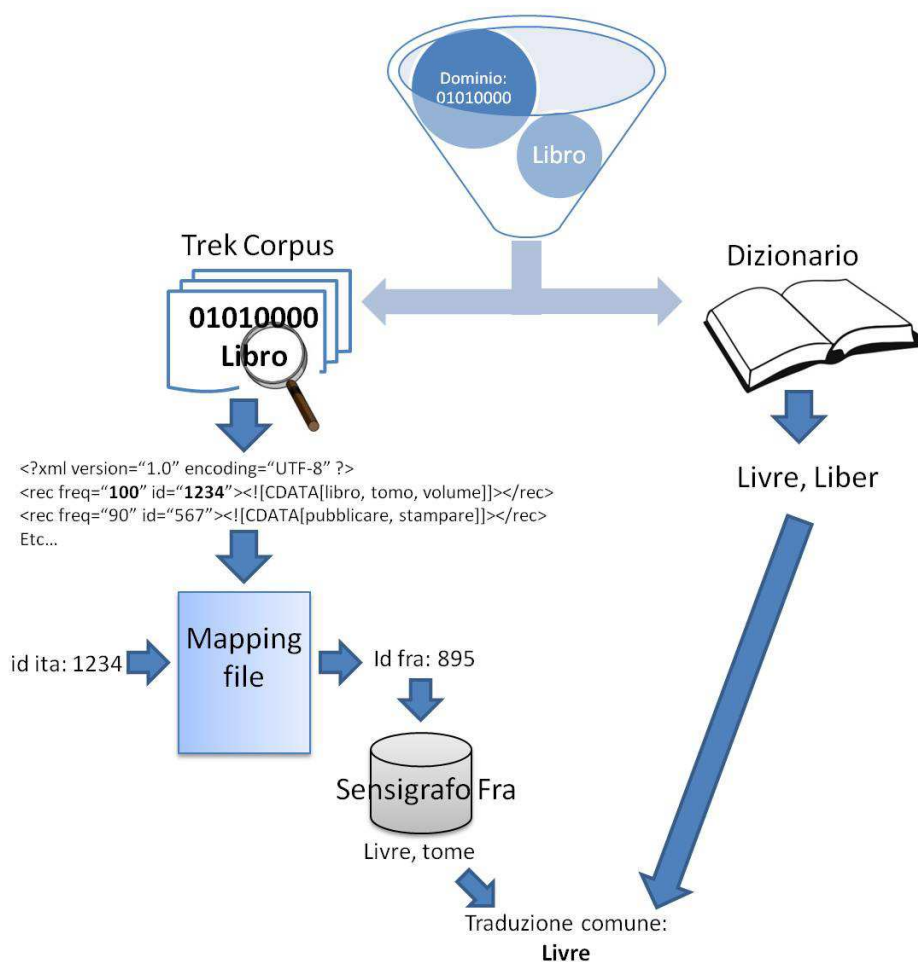 Dominio:
01010000
Libro
Trek Corpus
Dizionario
01010000
Libro
<?xml version=“1.0” encoding=“UTF-8” ?>
<rec freq=“100” id=“1234”><![CDATA[libro, tomo, volume]]></rec>
<rec freq=“90” id=“567”><![CDATA[pubblicare, stampare]]></rec>
Etc...
Livre, Liber
Mapping
file
id ita: 1234
Id fra: 895
Sensigrafo Fra
Livre, tome
Traduzione comune:
Livre